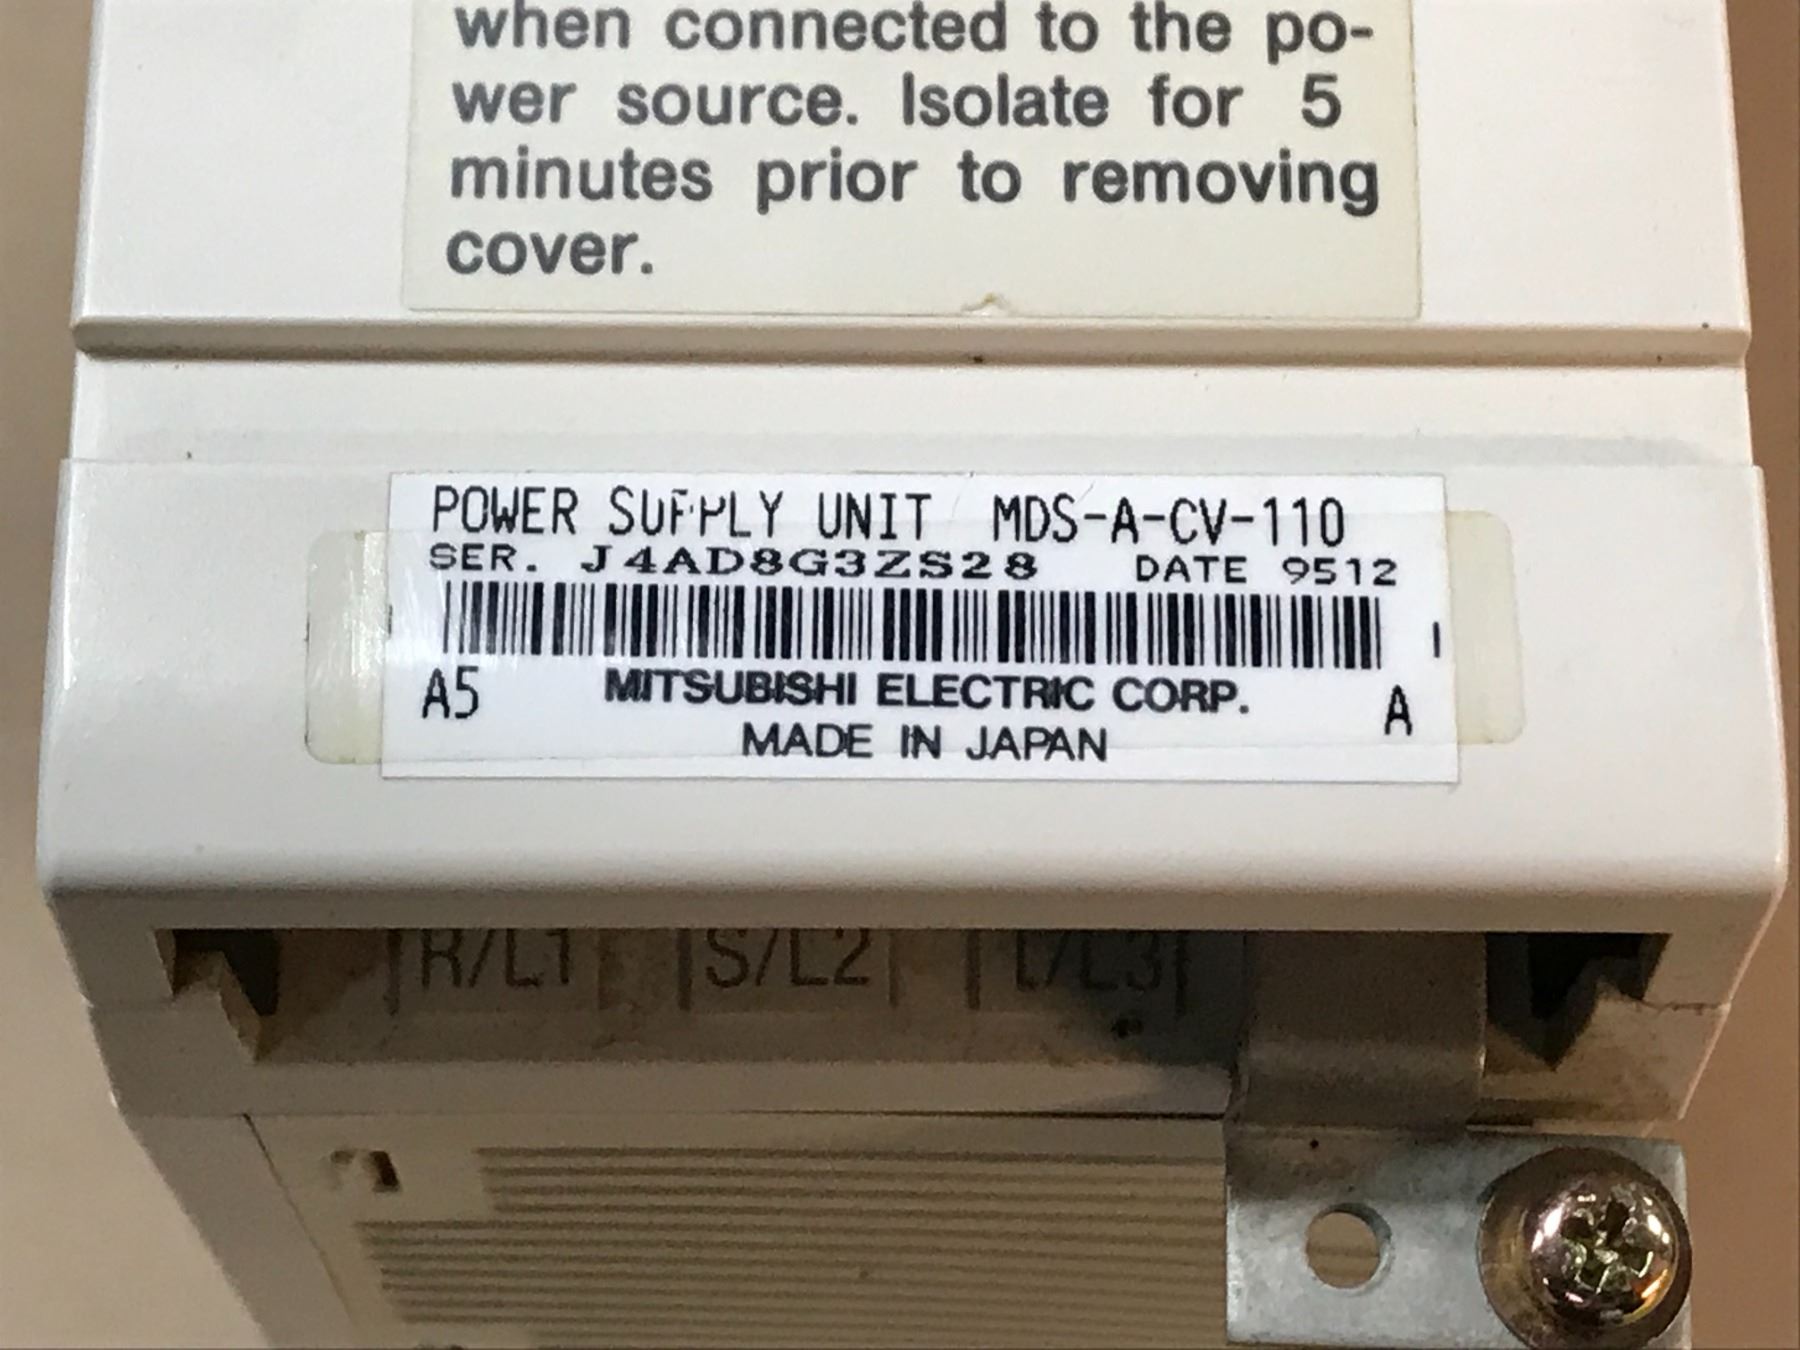 when connected to the po-
wer source. Isolate for 5
minutes prior to removing
cover.
POWER SUPPLY UNIT MDS-A-CV-110
SER. J4AD8G3ZS28 DATE 9512
A5 MITSUBISHI ELECTRIC CORP. A
MADE IN JAPAN
R/L1 S/L2 T/L3